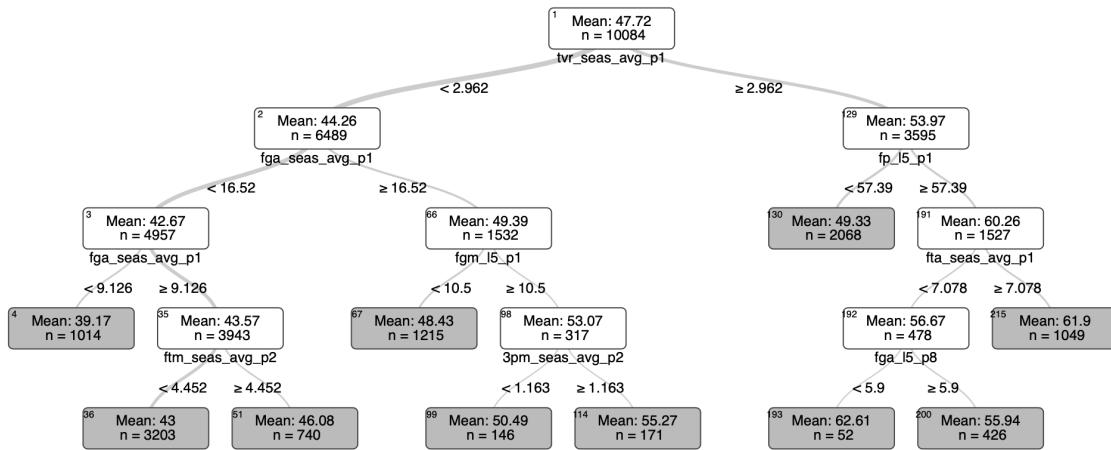 1
Mean: 47.72
n = 10084
tvr_seas_avg_p1
< 2.962
≥ 2.962
2
Mean: 44.26
n = 6489
fga_seas_avg_p1
129
Mean: 53.97
n = 3595
fp_l5_p1
< 16.52
≥ 16.52
< 57.39
≥ 57.39
3
Mean: 42.67
n = 4957
fga_seas_avg_p1
66
Mean: 49.39
n = 1532
fgm_l5_p1
130
Mean: 49.33
n = 2068
191
Mean: 60.26
n = 1527
fta_seas_avg_p1
< 9.126
≥ 9.126
< 10.5
≥ 10.5
< 7.078
≥ 7.078
4
Mean: 39.17
n = 1014
35
Mean: 43.57
n = 3943
ftm_seas_avg_p2
67
Mean: 48.43
n = 1215
98
Mean: 53.07
n = 317
3pm_seas_avg_p2
192
Mean: 56.67
n = 478
fga_l5_p8
215
Mean: 61.9
n = 1049
< 4.452
≥ 4.452
< 1.163
≥ 1.163
< 5.9
≥ 5.9
36
Mean: 43
n = 3203
51
Mean: 46.08
n = 740
99
Mean: 50.49
n = 146
114
Mean: 55.27
n = 171
193
Mean: 62.61
n = 52
200
Mean: 55.94
n = 426